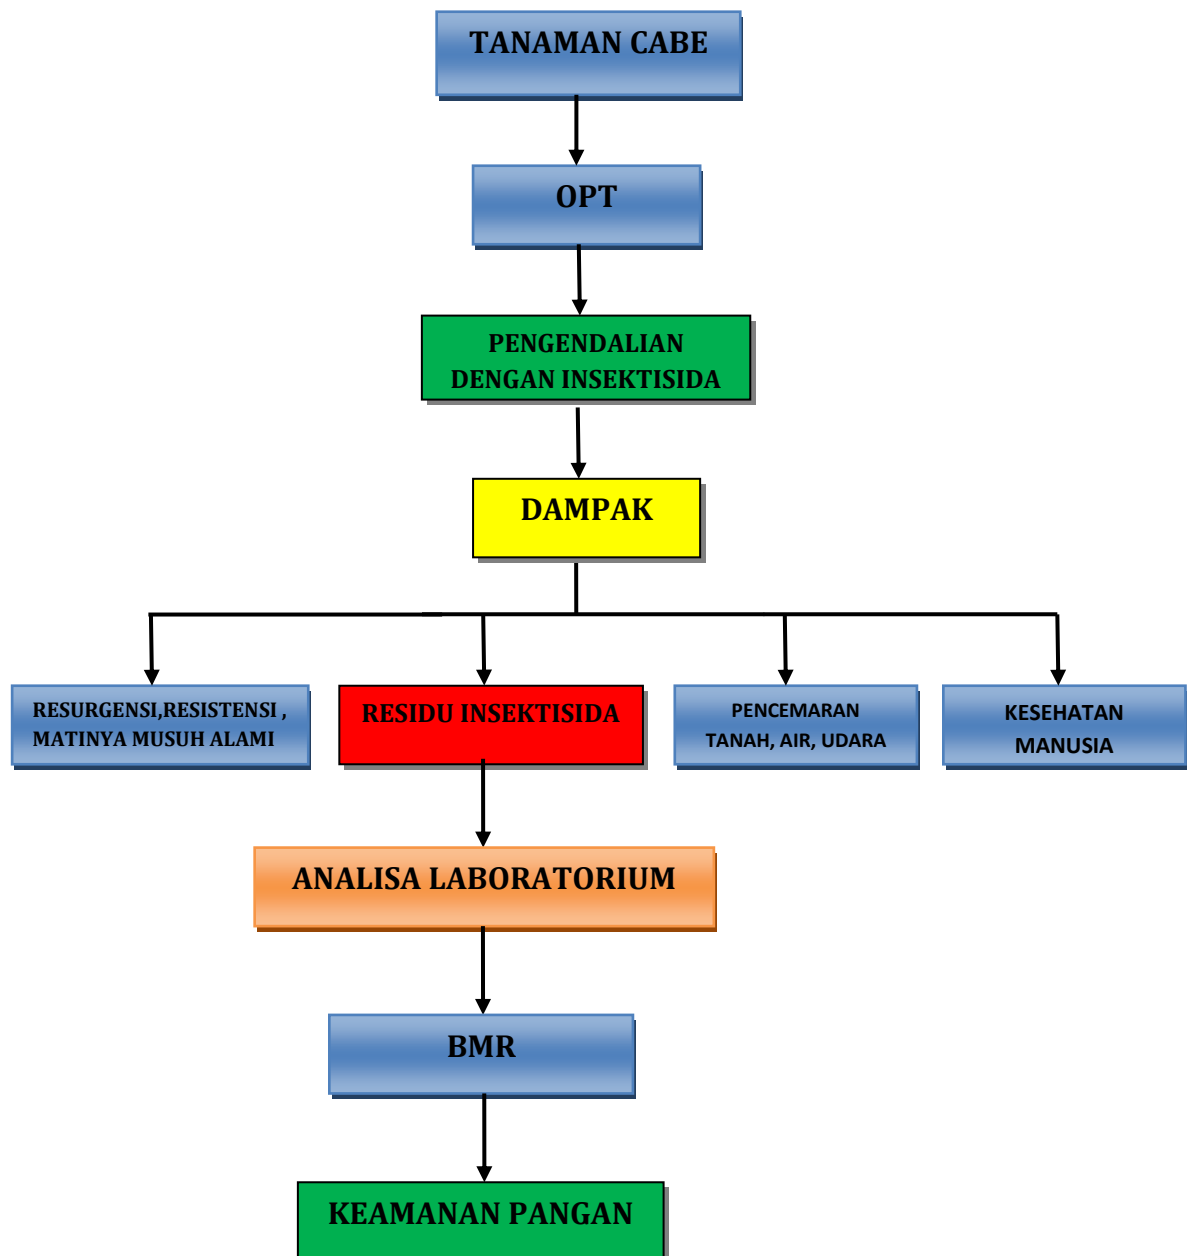 TANAMAN CABE
OPT
PENGENDALIAN
DENGAN INSEKTISIDA
DAMPAK
RESURGENSI,RESISTENSI ,
MATINYA MUSUH ALAMI
RESIDU INSEKTISIDA
PENCEMARAN
TANAH, AIR, UDARA
KESEHATAN
MANUSIA
ANALISA LABORATORIUM
BMR
KEAMANAN PANGAN